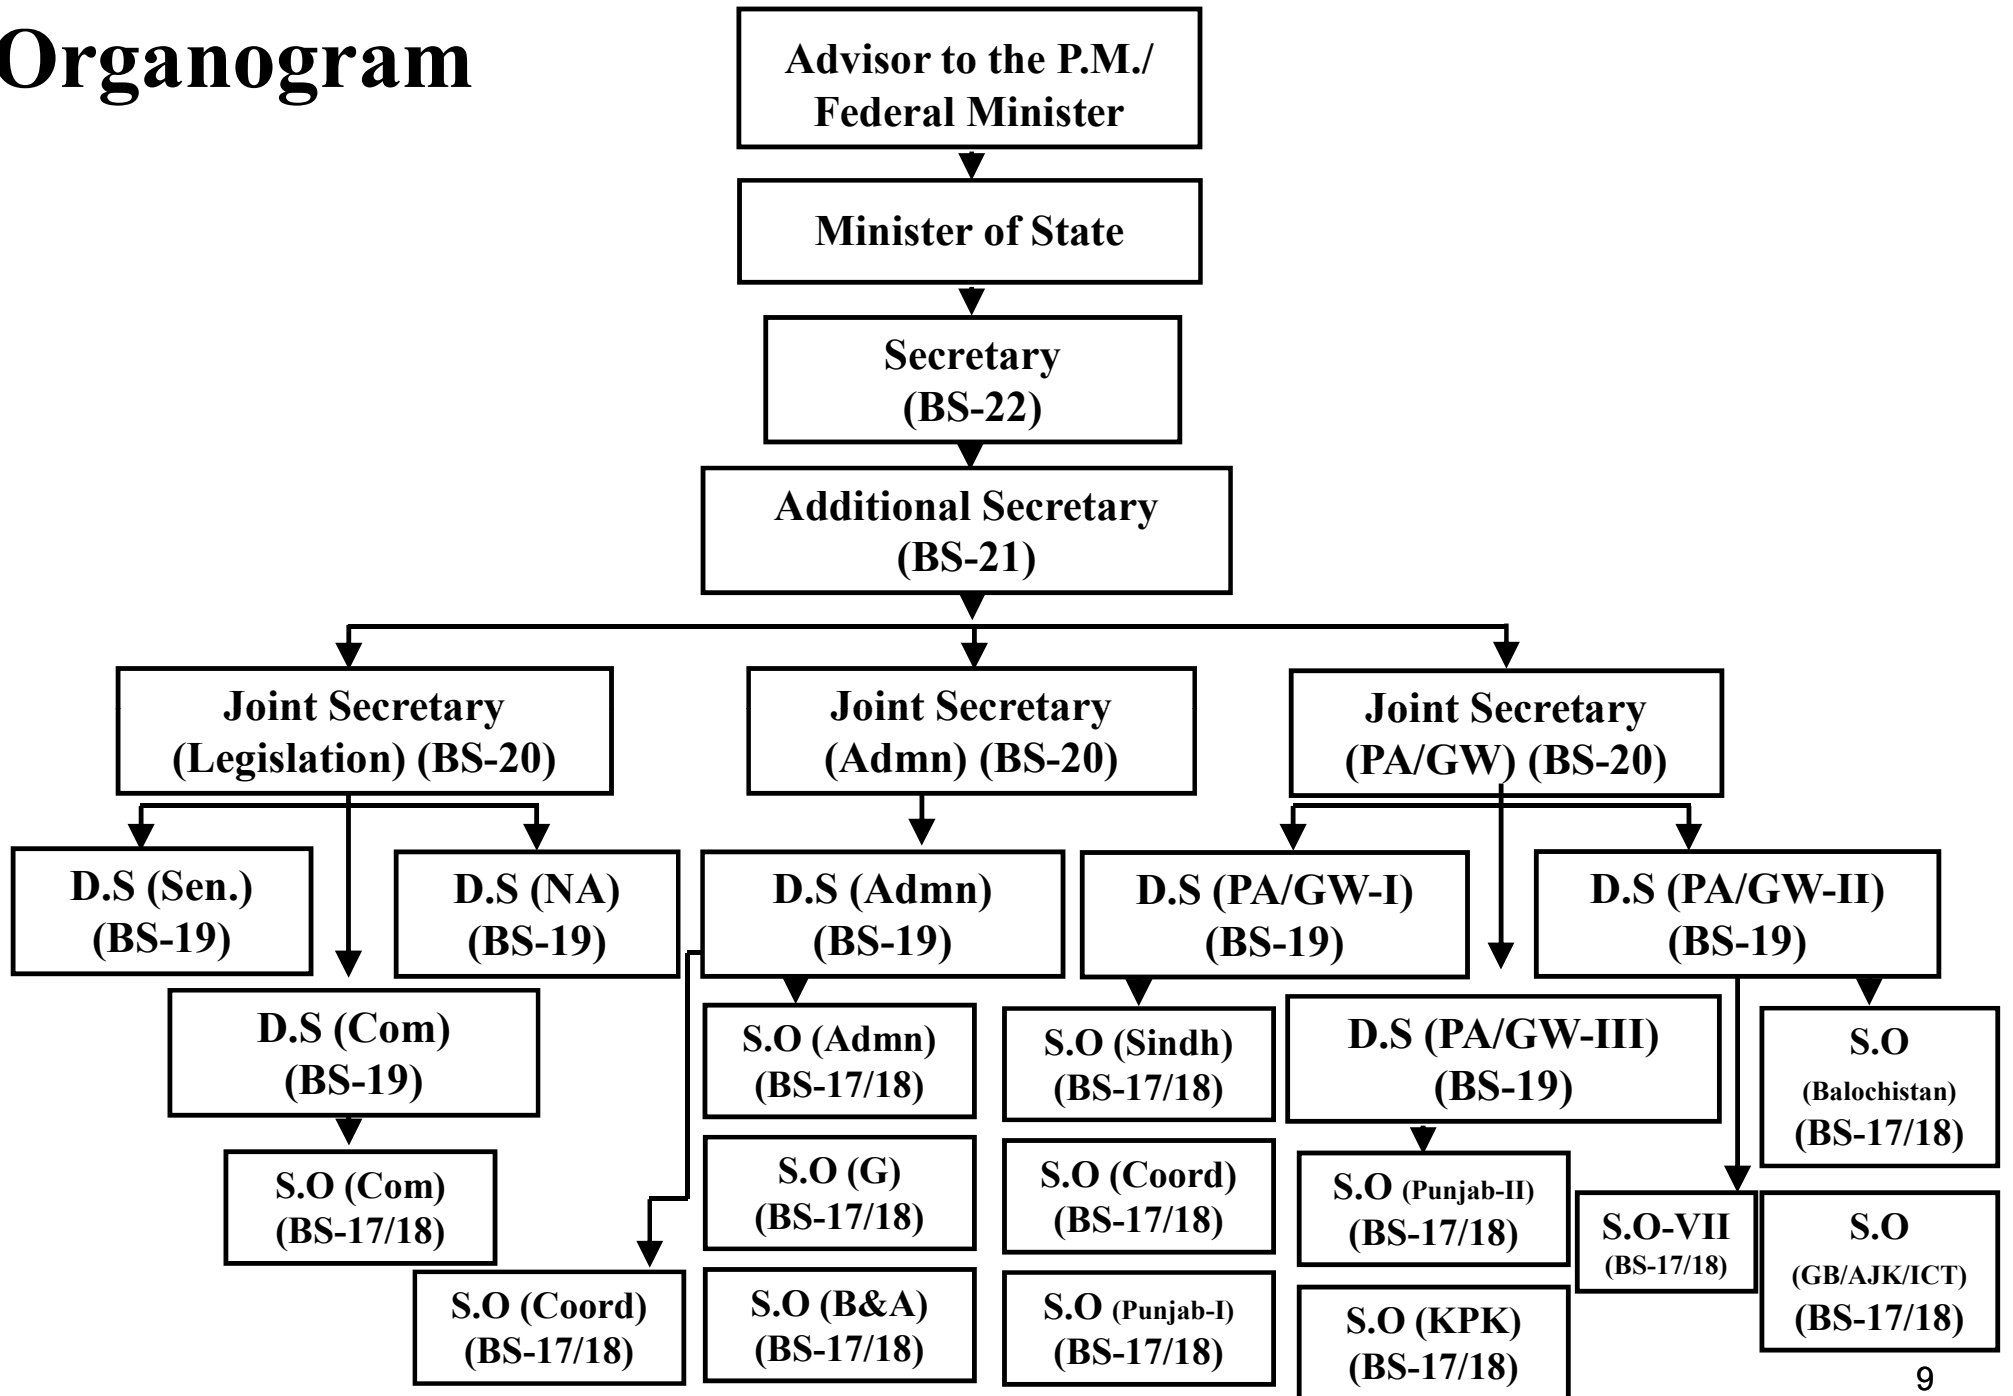 Organogram
Advisor to the P.M./
Federal Minister
Minister of State
Secretary
(BS-22)
Additional Secretary
(BS-21)
Joint Secretary
(Legislation) (BS-20)
Joint Secretary
(Admn) (BS-20)
Joint Secretary
(PA/GW) (BS-20)
D.S (Sen.)
(BS-19)
D.S (NA)
(BS-19)
D.S (Admn)
(BS-19)
D.S (PA/GW-I)
(BS-19)
D.S (PA/GW-II)
(BS-19)
D.S (Com)
(BS-19)
S.O (Admn)
(BS-17/18)
S.O (Sindh)
(BS-17/18)
D.S (PA/GW-III)
(BS-19)
S.O
(Balochistan)
(BS-17/18)
S.O (Com)
(BS-17/18)
S.O (G)
(BS-17/18)
S.O (Coord)
(BS-17/18)
S.O (Punjab-II)
(BS-17/18)
S.O-VII
(BS-17/18)
S.O
(GB/AJK/ICT)
(BS-17/18)
S.O (Coord)
(BS-17/18)
S.O (B&A)
(BS-17/18)
S.O (Punjab-I)
(BS-17/18)
S.O (KPK)
(BS-17/18)
9